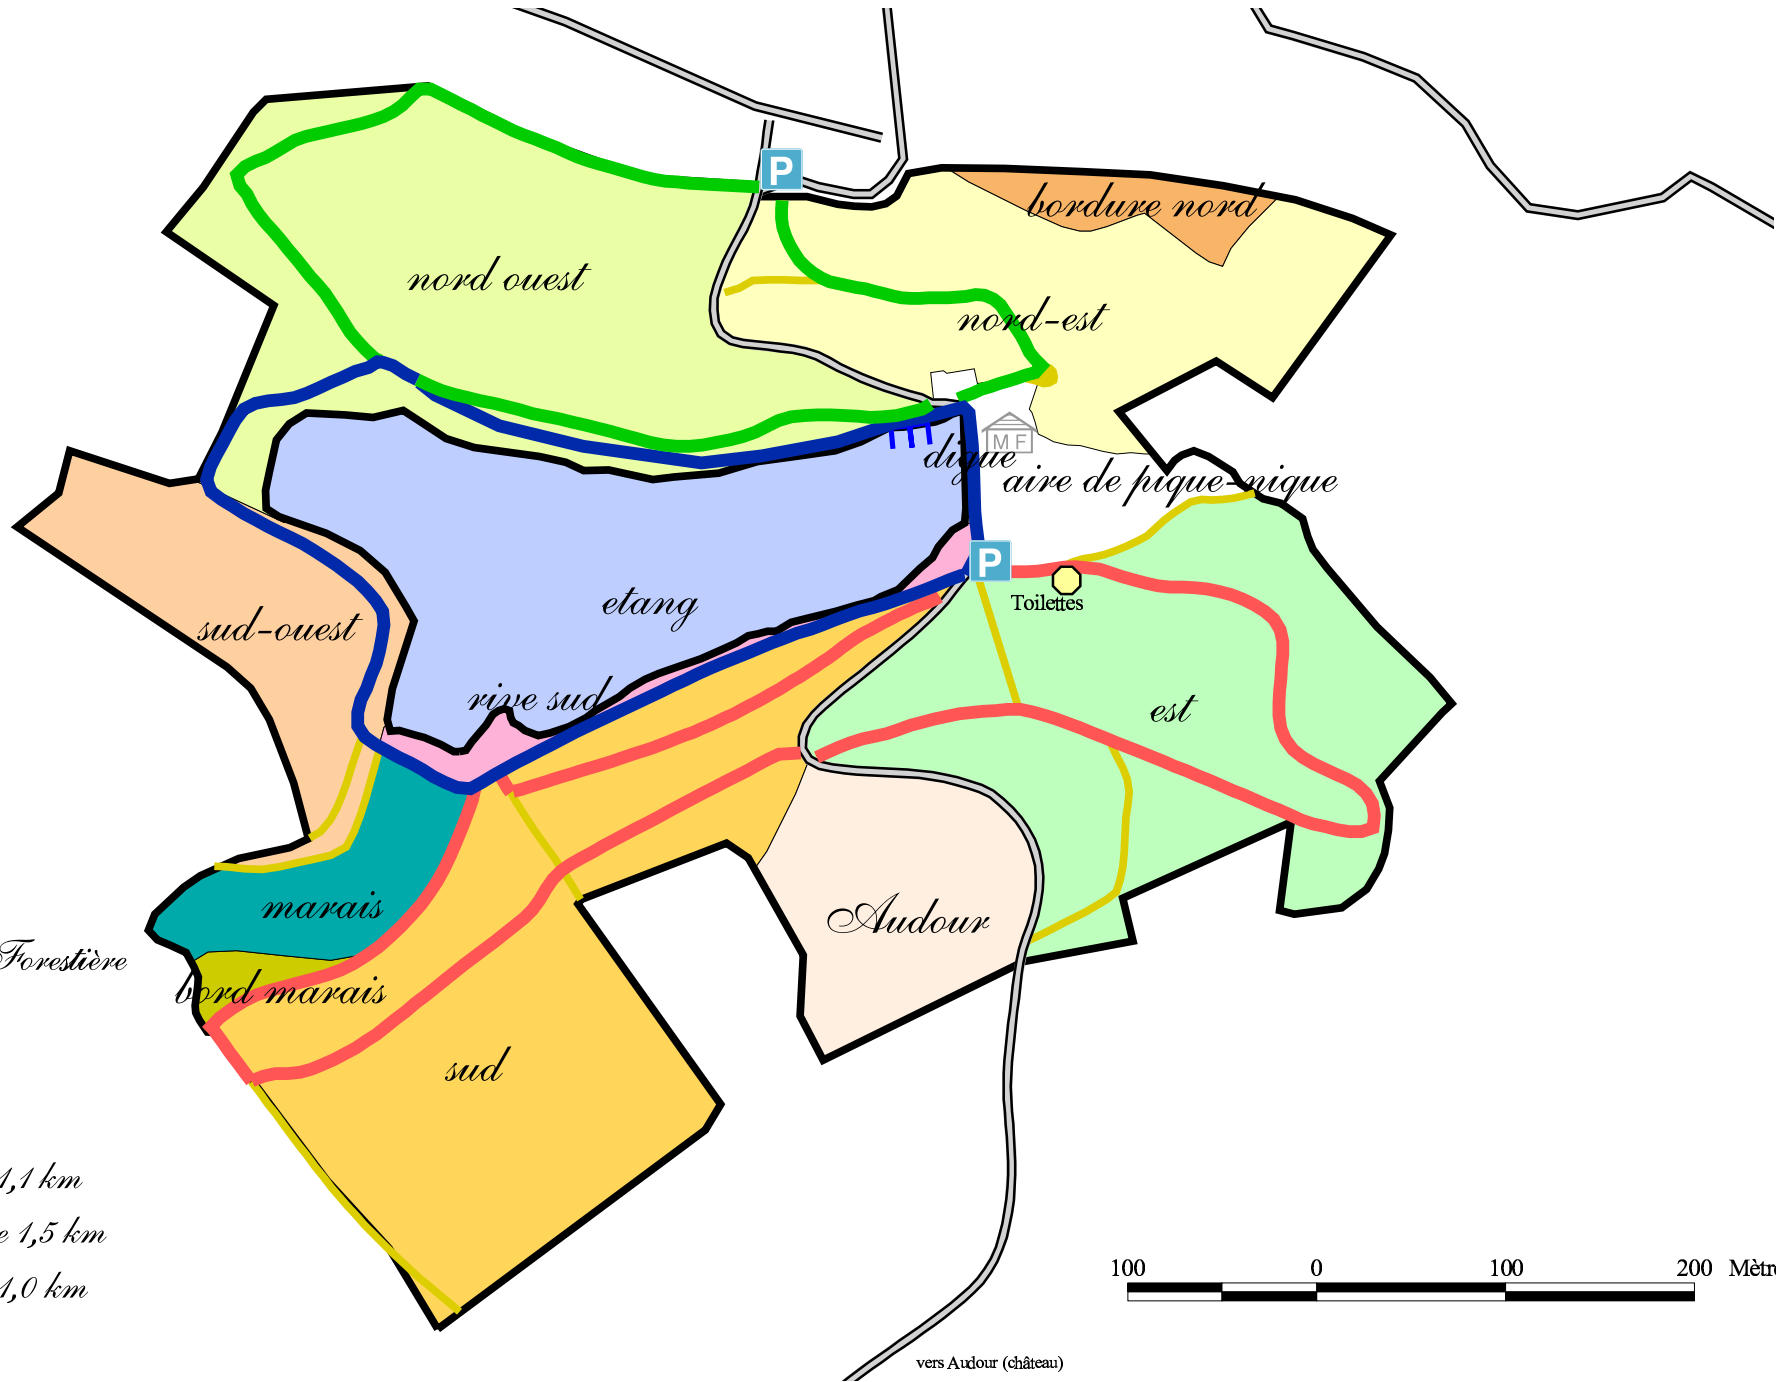 P
bordure nord
nord ouest
nord-est
M F
digue
aire de pique-nique
P
etang
Toilettes
sud-ouest
rive sud
est
marais
Audour
Forestière
bord marais
sud
1,1 km
e 1,5 km
1,0 km
100 0 100 200 Mètr
vers Audour (château)